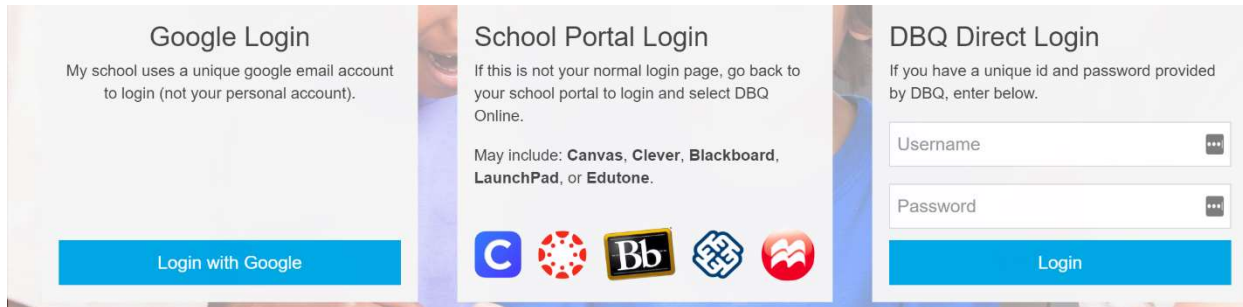 Google Login
My school uses a unique google email account
to login (not your personal account).
Login with Google
School Portal Login
If this is not your normal login page, go back to
your school portal to login and select DBQ
Online.
May include: Canvas, Clever, Blackboard,
LaunchPad, or Edutone.
C
Bb
DBQ Direct Login
If you have a unique id and password provided
by DBQ, enter below.
Username
Password
Login